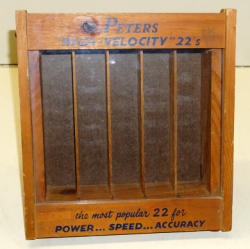 PETERS
"HIGH-VELOCITY" 22's
the most popular 22 for
POWER...SPEED...ACCURACY